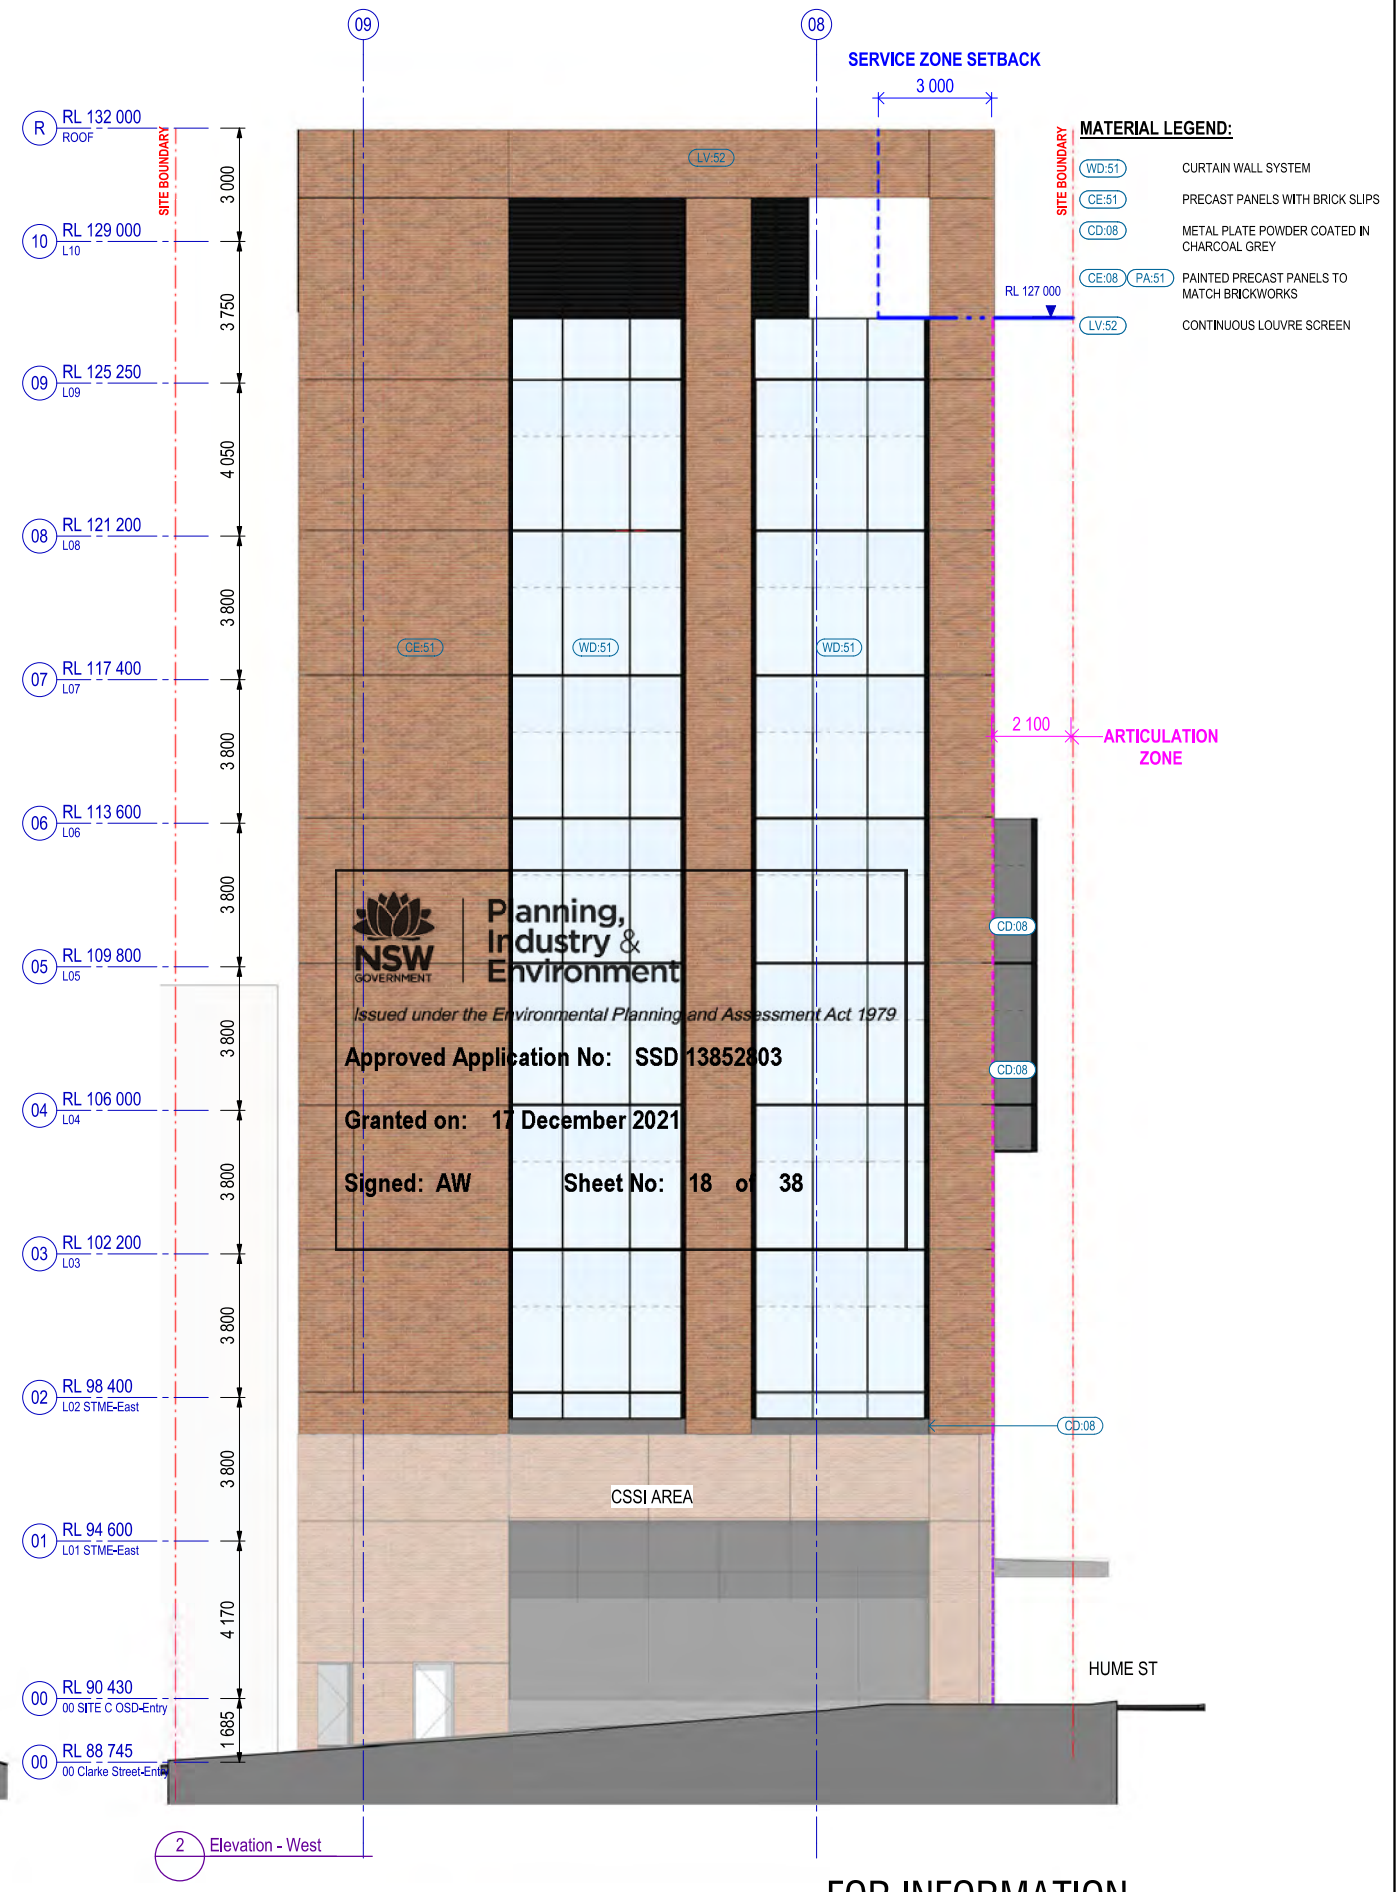 09
08
SERVICE ZONE SETBACK
3 000
R RL 132 000
ROOF
SITE BOUNDARY
3 000
LV:52
SITE BOUNDARY
MATERIAL LEGEND:
WD:51 CURTAIN WALL SYSTEM
CE:51 PRECAST PANELS WITH BRICK SLIPS
CD:08 METAL PLATE POWDER COATED IN
CHARCOAL GREY
CE:08 PA:51 PAINTED PRECAST PANELS TO
MATCH BRICKWORKS
LV:52 CONTINUOUS LOUVRE SCREEN
10 RL 129 000
L10
3 750
RL 127 000
09 RL 125 250
L09
4 050
08 RL 121 200
L08
3 800
CE:51 WD:51 WD:51
07 RL 117 400
L07
3 800
2 100
ARTICULATION
ZONE
06 RL 113 600
L06
3 800
NSW
GOVERNMENT
Planning,
Industry &
Environment
CD:08
05 RL 109 800
L05
Issued under the Environmental Planning and Assessment Act 1979
3 800
Approved Application No: SSD 13852803
CD:08
04 RL 106 000
L04
Granted on: 17 December 2021
3 800
Signed: AW Sheet No: 18 of 38
03 RL 102 200
L03
3 800
02 RL 98 400
L02 STME-East
CD:08
3 800
CSSI AREA
01 RL 94 600
L01 STME-East
4 170
HUME ST
00 RL 90 430
00 SITE C OSD-Entry
1 685
00 RL 88 745
00 Clarke Street-Entry
2 Elevation - West
FOR INFORMATION